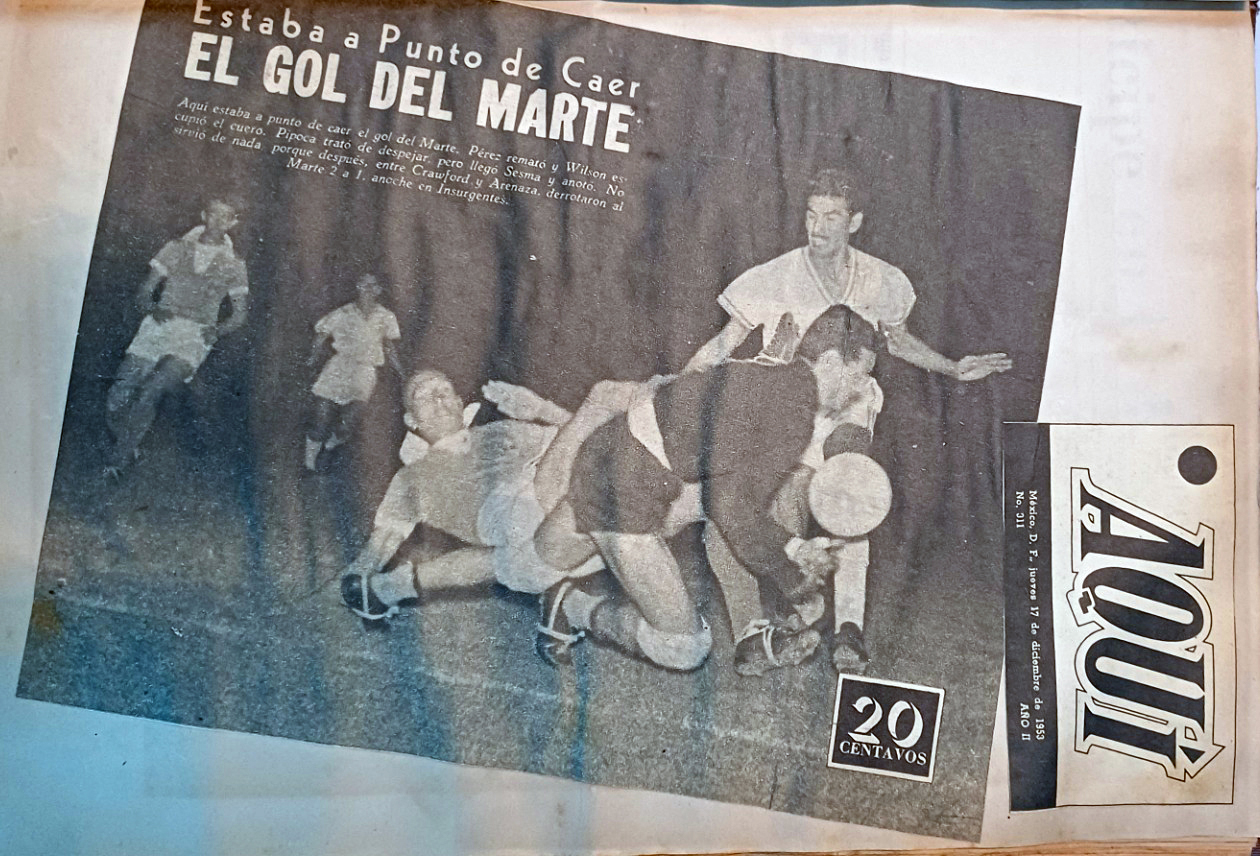 Estaba a Punto de Caer
EL GOL DEL MARTE
Aquí estaba a punto de caer el gol del Marte. Pérez remató y Wilson es-
cupió el cuero. Pipoca trató de despejar, pero llegó Sesma y anotó. No
sirvió de nada, porque después, entre Crawford y Arenaza, derrotaron al
Marte 2 a 1, anoche en Insurgentes.
20
CENTAVOS
AQUÍ
México, D. F., jueves 17 de diciembre de 1953
No. 311 AÑO II